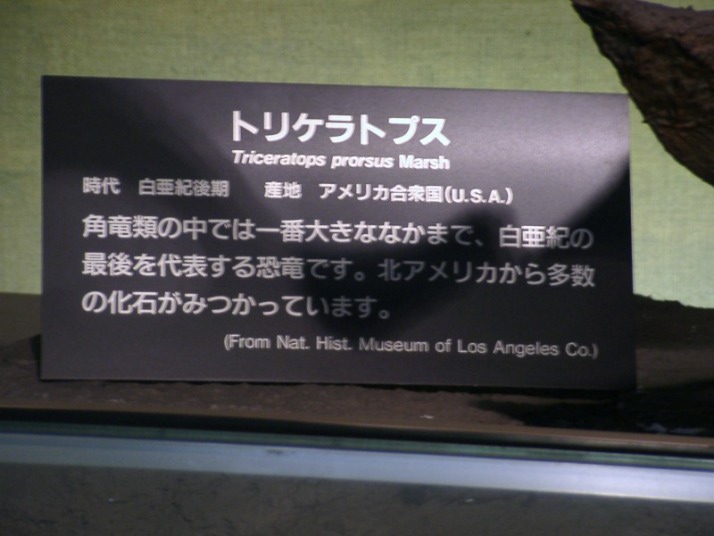 トリケラトプス
Triceratops prorsus Marsh
時代　白亜紀後期　　産地　アメリカ合衆国(U.S.A.)
角竜類の中では一番大きななかまで、白亜紀の
最後を代表する恐竜です。北アメリカから多数
の化石がみつかっています。
(From Nat. Hist. Museum of Los Angeles Co.)